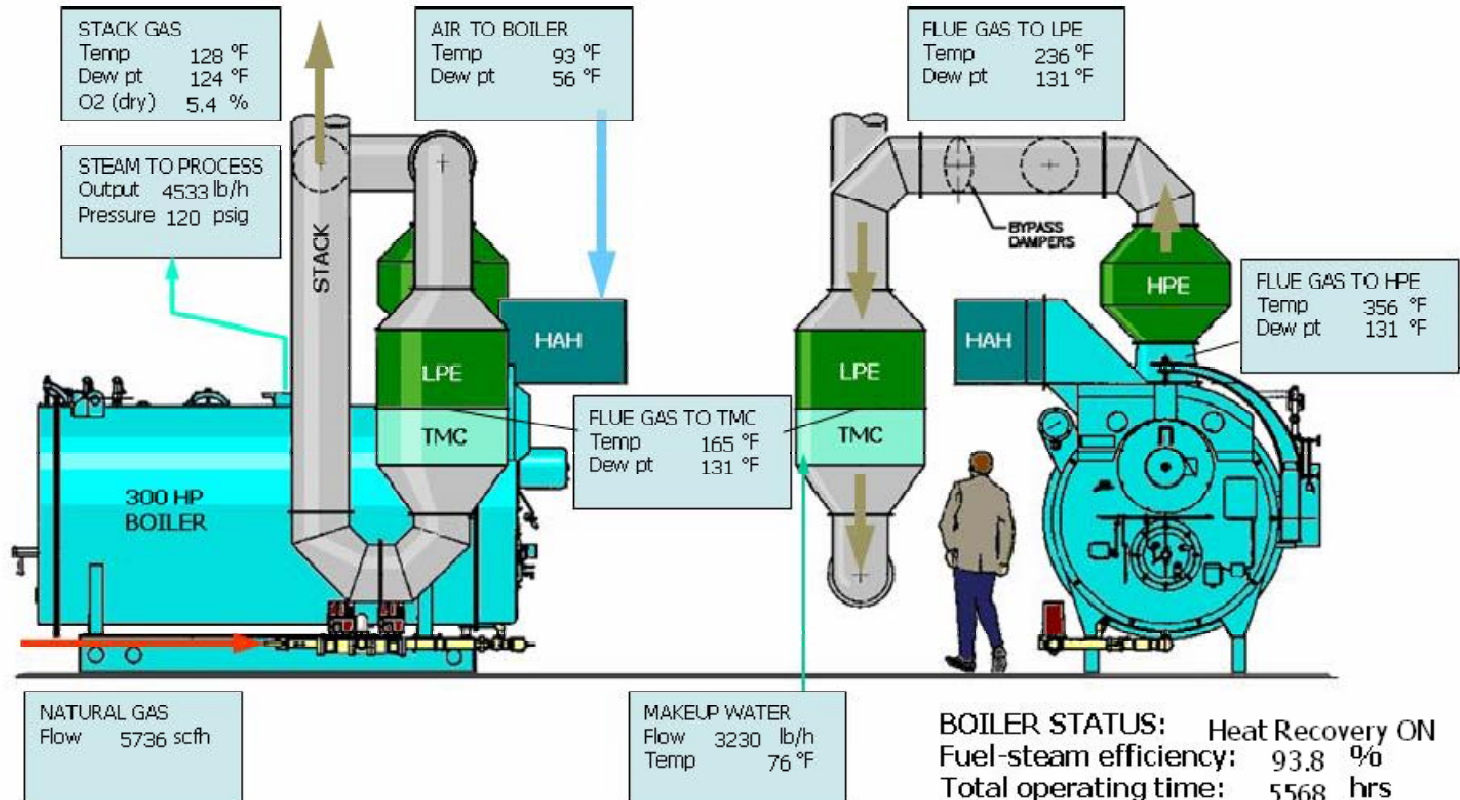 STACK GAS
Temp 128 °F
Dew pt 124 °F
O2 (dry) 5.4 %
AIR TO BOILER
Temp 93 °F
Dew pt 56 °F
FLUE GAS TO LPE
Temp 236 °F
Dew pt 131 °F
STEAM TO PROCESS
Output 4533 lb/h
Pressure 120 psig
STACK
BYPASS
DAMPERS
HPE
FLUE GAS TO HPE
Temp 356 °F
Dew pt 131 °F
HAH
HAH
LPE
LPE
FLUE GAS TO TMC
Temp 165 °F
Dew pt 131 °F
TMC
TMC
300 HP
BOILER
NATURAL GAS
Flow 5736 scfh
MAKEUP WATER
Flow 3230 lb/h
Temp 76 °F
BOILER STATUS: Heat Recovery ON
Fuel-steam efficiency: 93.8 %
Total operating time: 5568 hrs